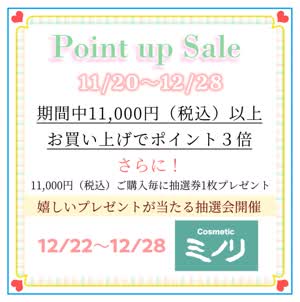 Point up Sale
11/20～12/28
期間中11,000円（税込）以上
お買い上げでポイント３倍
さらに！
11,000円（税込）ご購入毎に抽選券1枚プレゼント
嬉しいプレゼントが当たる抽選会開催
12/22～12/28
Cosmetic
ミノリ